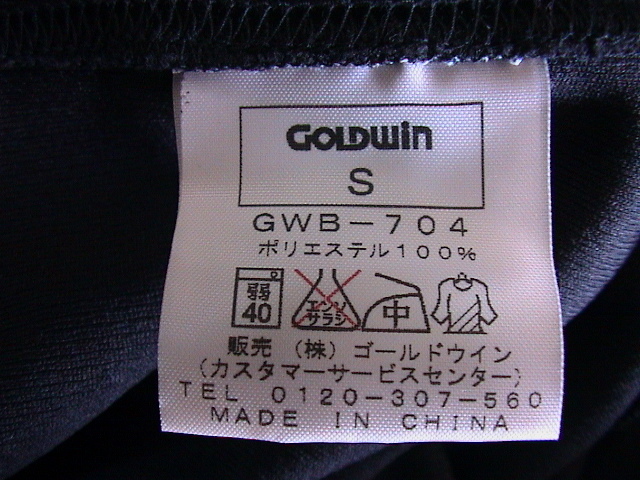 GOLDWIN
S
GWB-704
ポリエステル100%
弱 40 エンソ サラシ 中
販売 (株) ゴールドウイン
(カスタマーサービスセンター)
TEL 0120-307-560
MADE IN CHINA